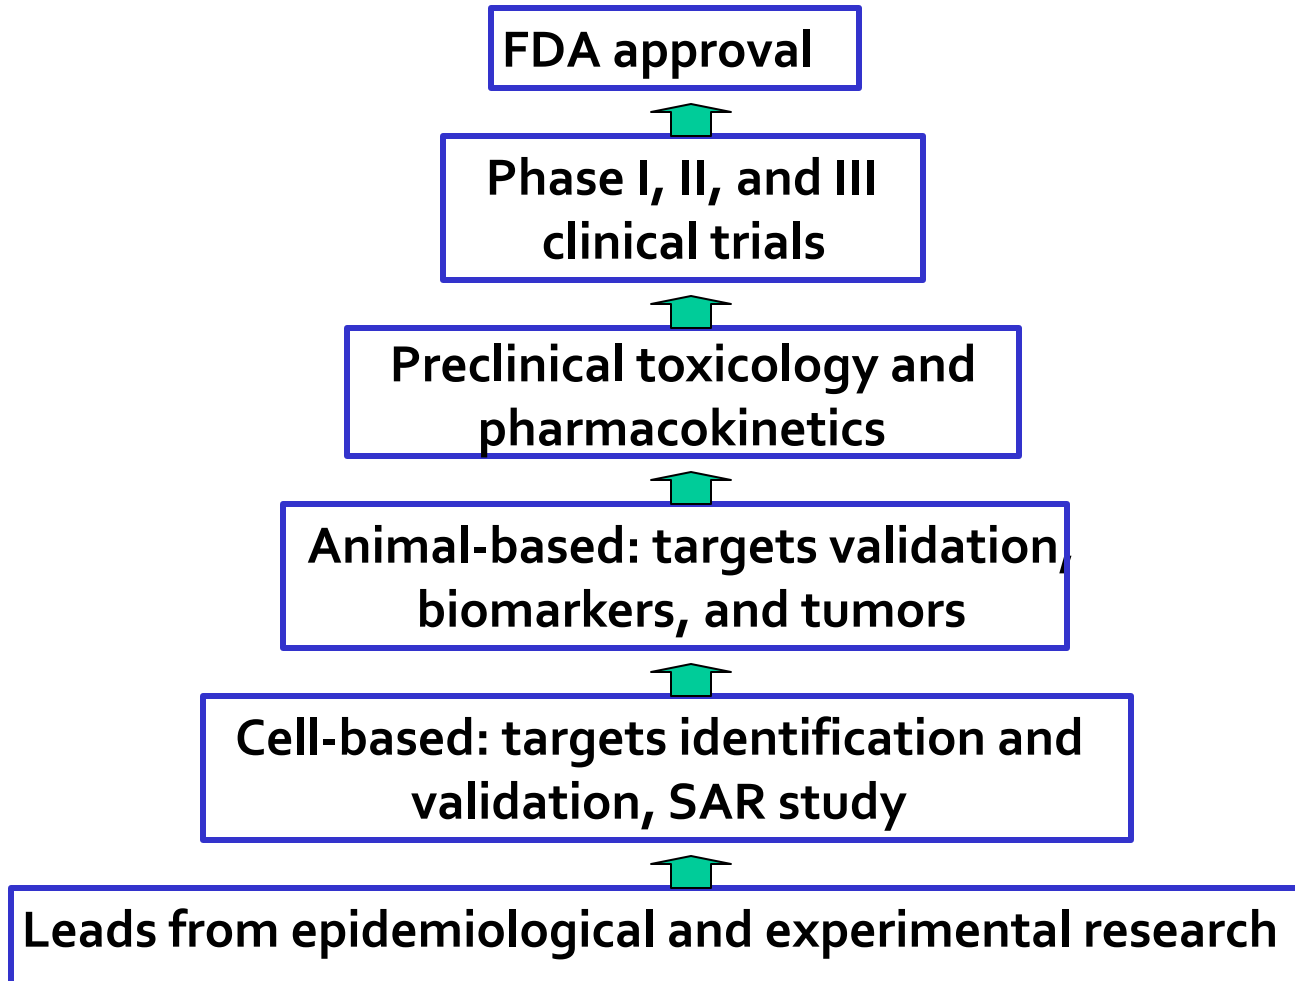 FDA approval
Phase I, II, and III
clinical trials
Preclinical toxicology and
pharmacokinetics
Animal-based: targets validation,
biomarkers, and tumors
Cell-based: targets identification and
validation, SAR study
Leads from epidemiological and experimental research